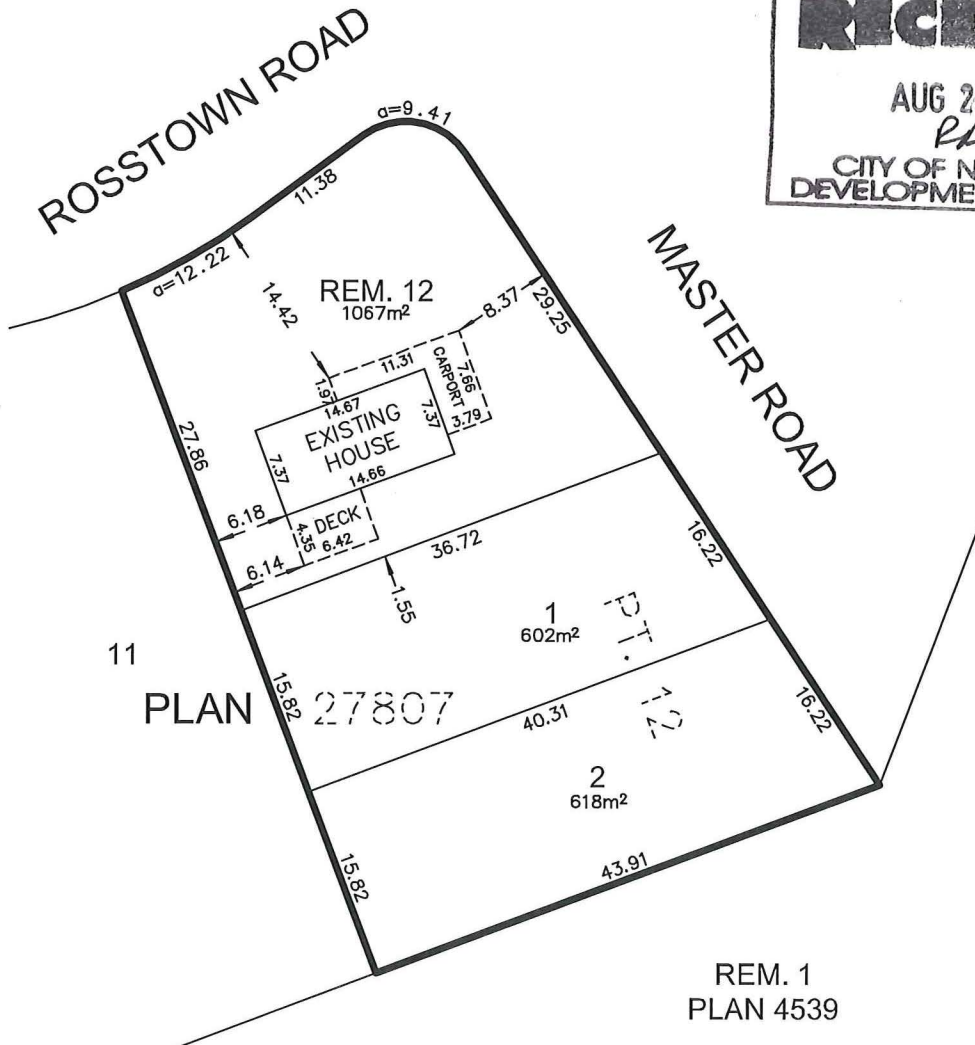 ROSSTOWN ROAD
AUG 2
CITY OF N
DEVELOPME
a=9.41
11.38
a=12.22
MASTER ROAD
REM. 12
1067m²
14.42
8.37
29.25
11.31
CARPORT
7.66
1.97
14.67
7.37
3.79
EXISTING
HOUSE
27.86
7.37
14.66
6.18
DECK
4.35
6.42
6.14
36.72
16.22
1.55
1
602m²
PT. 12
11
PLAN 27807
15.82
40.31
16.22
2
618m²
15.82
43.91
REM. 1
PLAN 4539